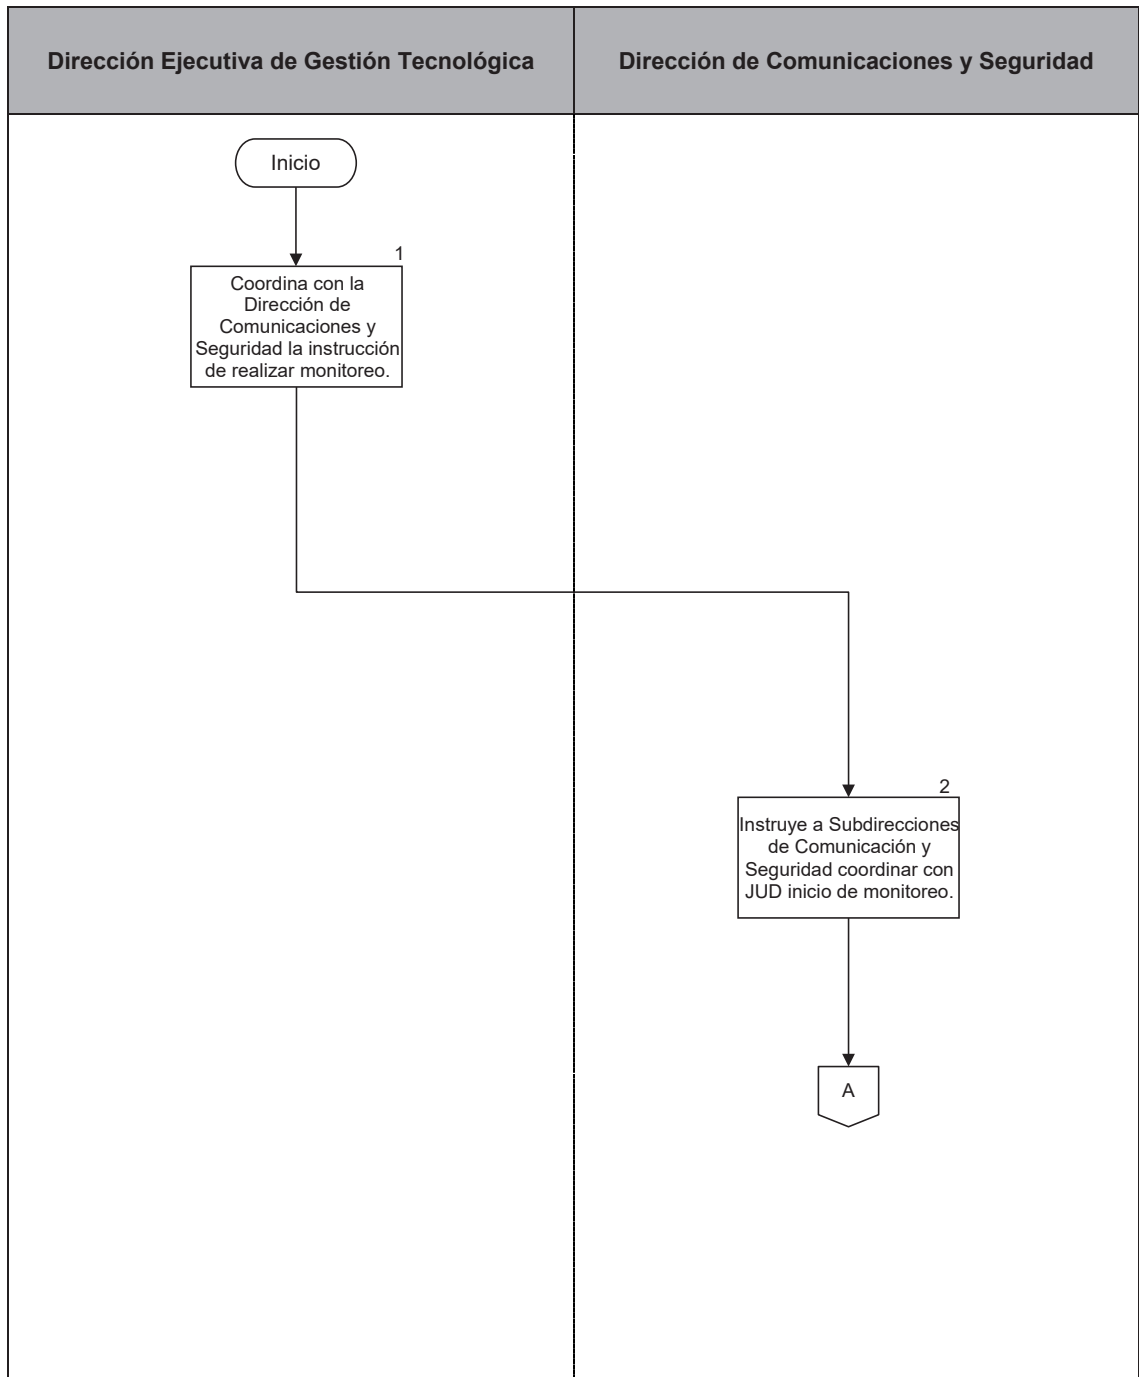 Dirección Ejecutiva de Gestión Tecnológica
Dirección de Comunicaciones y Seguridad
Inicio
1
Coordina con la
Dirección de
Comunicaciones y
Seguridad la instrucción
de realizar monitoreo.
2
Instruye a Subdirecciones
de Comunicación y
Seguridad coordinar con
JUD inicio de monitoreo.
A